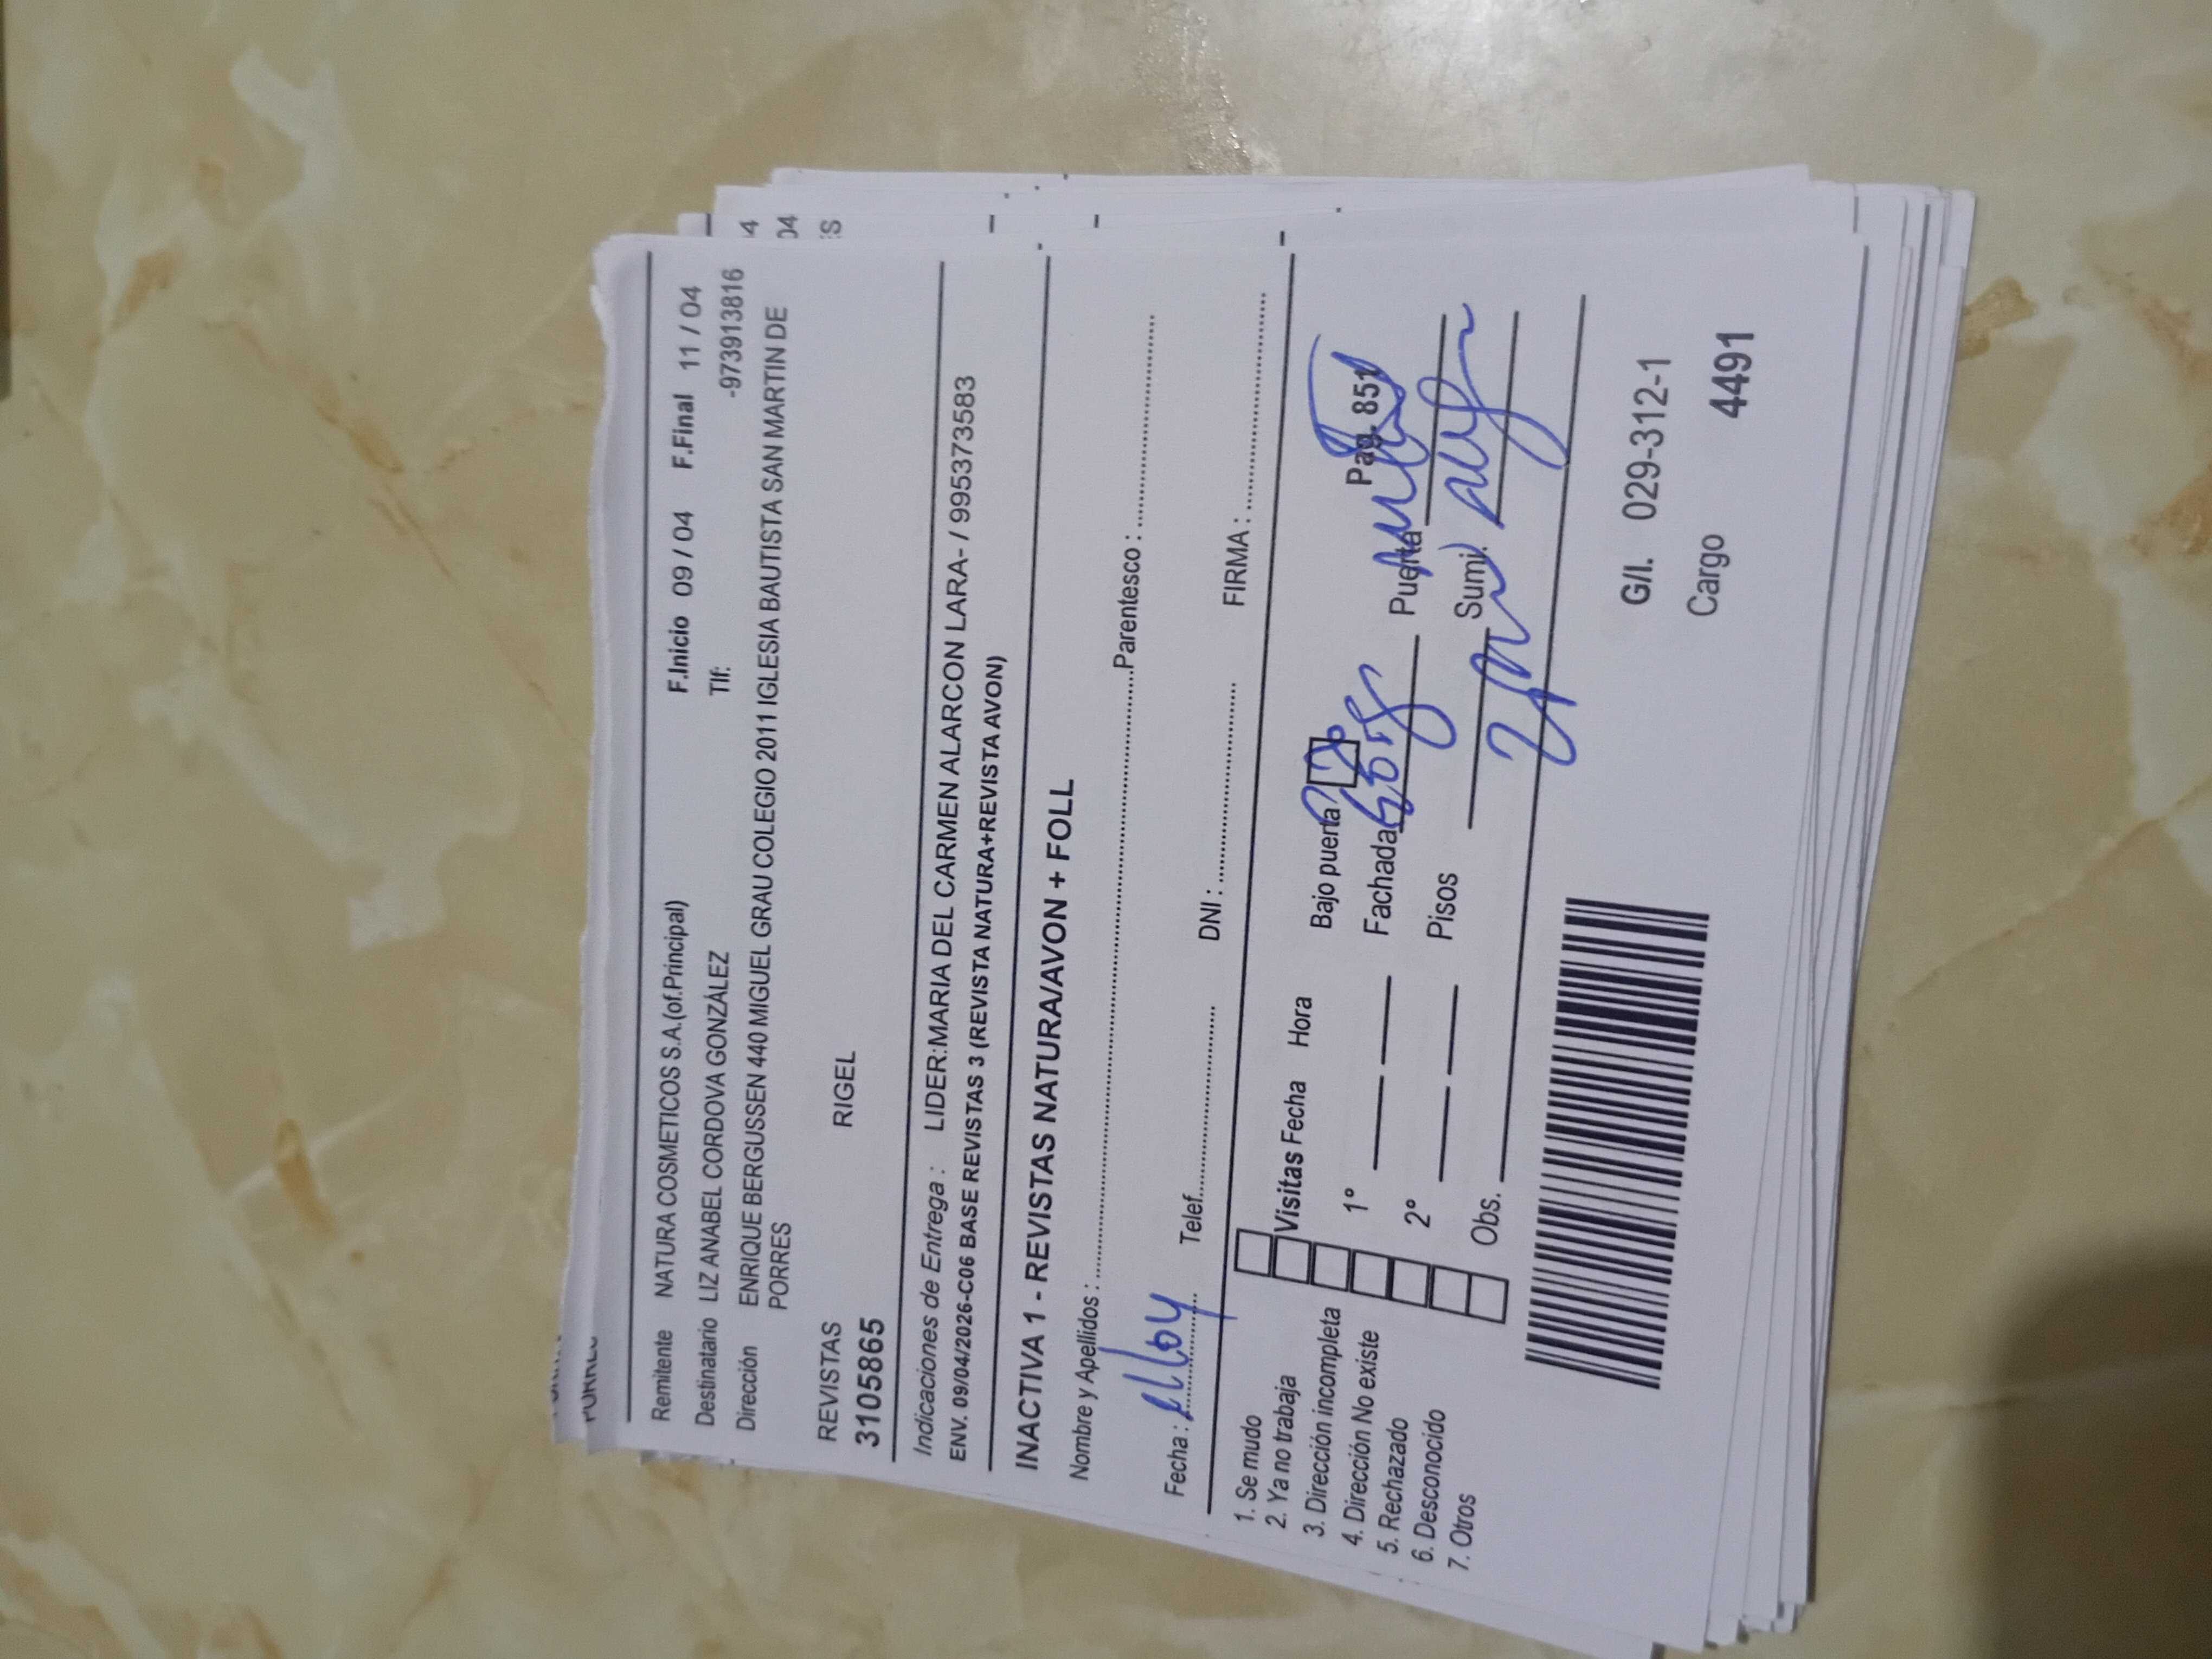 Remitente NATURA COSMETICOS S.A.(of.Principal) F.Inicio 09 / 04 F.Final 11 / 04
Destinatario LIZ ANABEL CORDOVA GONZÁLEZ Tlf: -973913816
Dirección ENRIQUE BERGUSSEN 440 MIGUEL GRAU COLEGIO 2011 IGLESIA BAUTISTA SAN MARTIN DE
PORRES
REVISTAS RIGEL
3105865
Indicaciones de Entrega : LIDER:MARIA DEL CARMEN ALARCON LARA- / 995373583
ENV. 09/04/2026-C06 BASE REVISTAS 3 (REVISTA NATURA+REVISTA AVON)
INACTIVA 1 - REVISTAS NATURA/AVON + FOLL
Nombre y Apellidos : Parentesco :
Fecha : Telef. DNI : FIRMA :
1. Se mudo
2. Ya no trabaja
3. Dirección incompleta
4. Dirección No existe
5. Rechazado
6. Desconocido
7. Otros
Visitas Fecha Hora Bajo puerta Pag. 851
1° Fachada Puerta
2° Pisos Sumi.
Obs.
G/I. 029-312-1
Cargo 4491